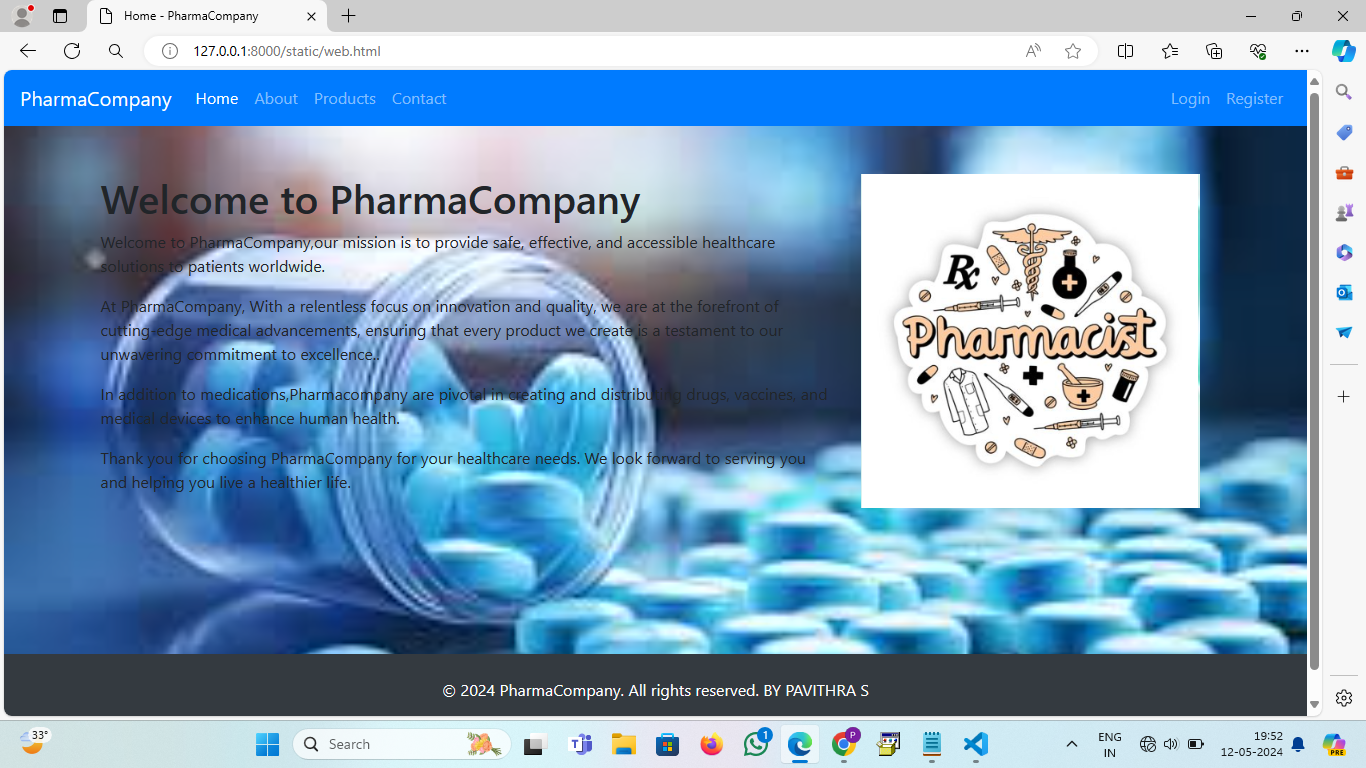 Home - PharmaCompany
127.0.0.1:8000/static/web.html
PharmaCompany Home About Products Contact Login Register
Welcome to PharmaCompany
Welcome to PharmaCompany,our mission is to provide safe, effective, and accessible healthcare
solutions to patients worldwide.
At PharmaCompany, With a relentless focus on innovation and quality, we are at the forefront of
cutting-edge medical advancements, ensuring that every product we create is a testament to our
unwavering commitment to excellence..
In addition to medications,Pharmacompany are pivotal in creating and distributing drugs, vaccines, and
medical devices to enhance human health.
Thank you for choosing PharmaCompany for your healthcare needs. We look forward to serving you
and helping you live a healthier life.
Rx
Pharmacist
© 2024 PharmaCompany. All rights reserved. BY PAVITHRA S
33°
Search
1
P
ENG
IN
19:52
12-05-2024
PRE